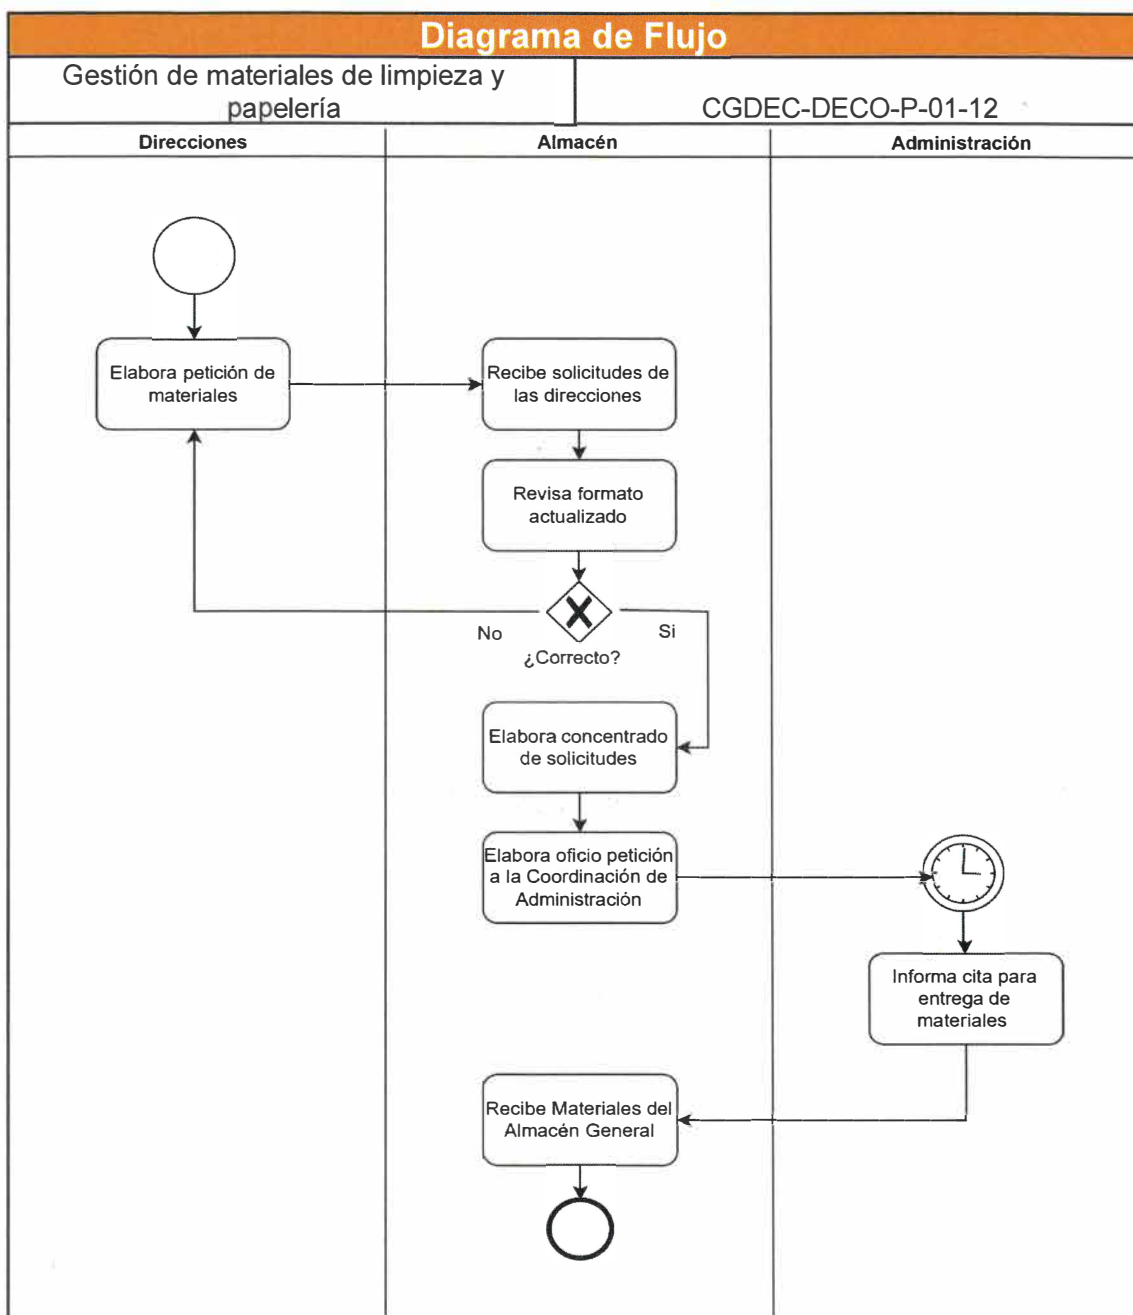 Diagrama de Flujo
Gestión de materiales de limpieza y
papelería
CGDEC-DECO-P-01-12
Direcciones
Almacén
Administración
Elabora petición de
materiales
Recibe solicitudes de
las direcciones
Revisa formato
actualizado
No
Si
¿Correcto?
Elabora concentrado
de solicitudes
Elabora oficio petición
a la Coordinación de
Administración
Informa cita para
entrega de
materiales
Recibe Materiales del
Almacén General